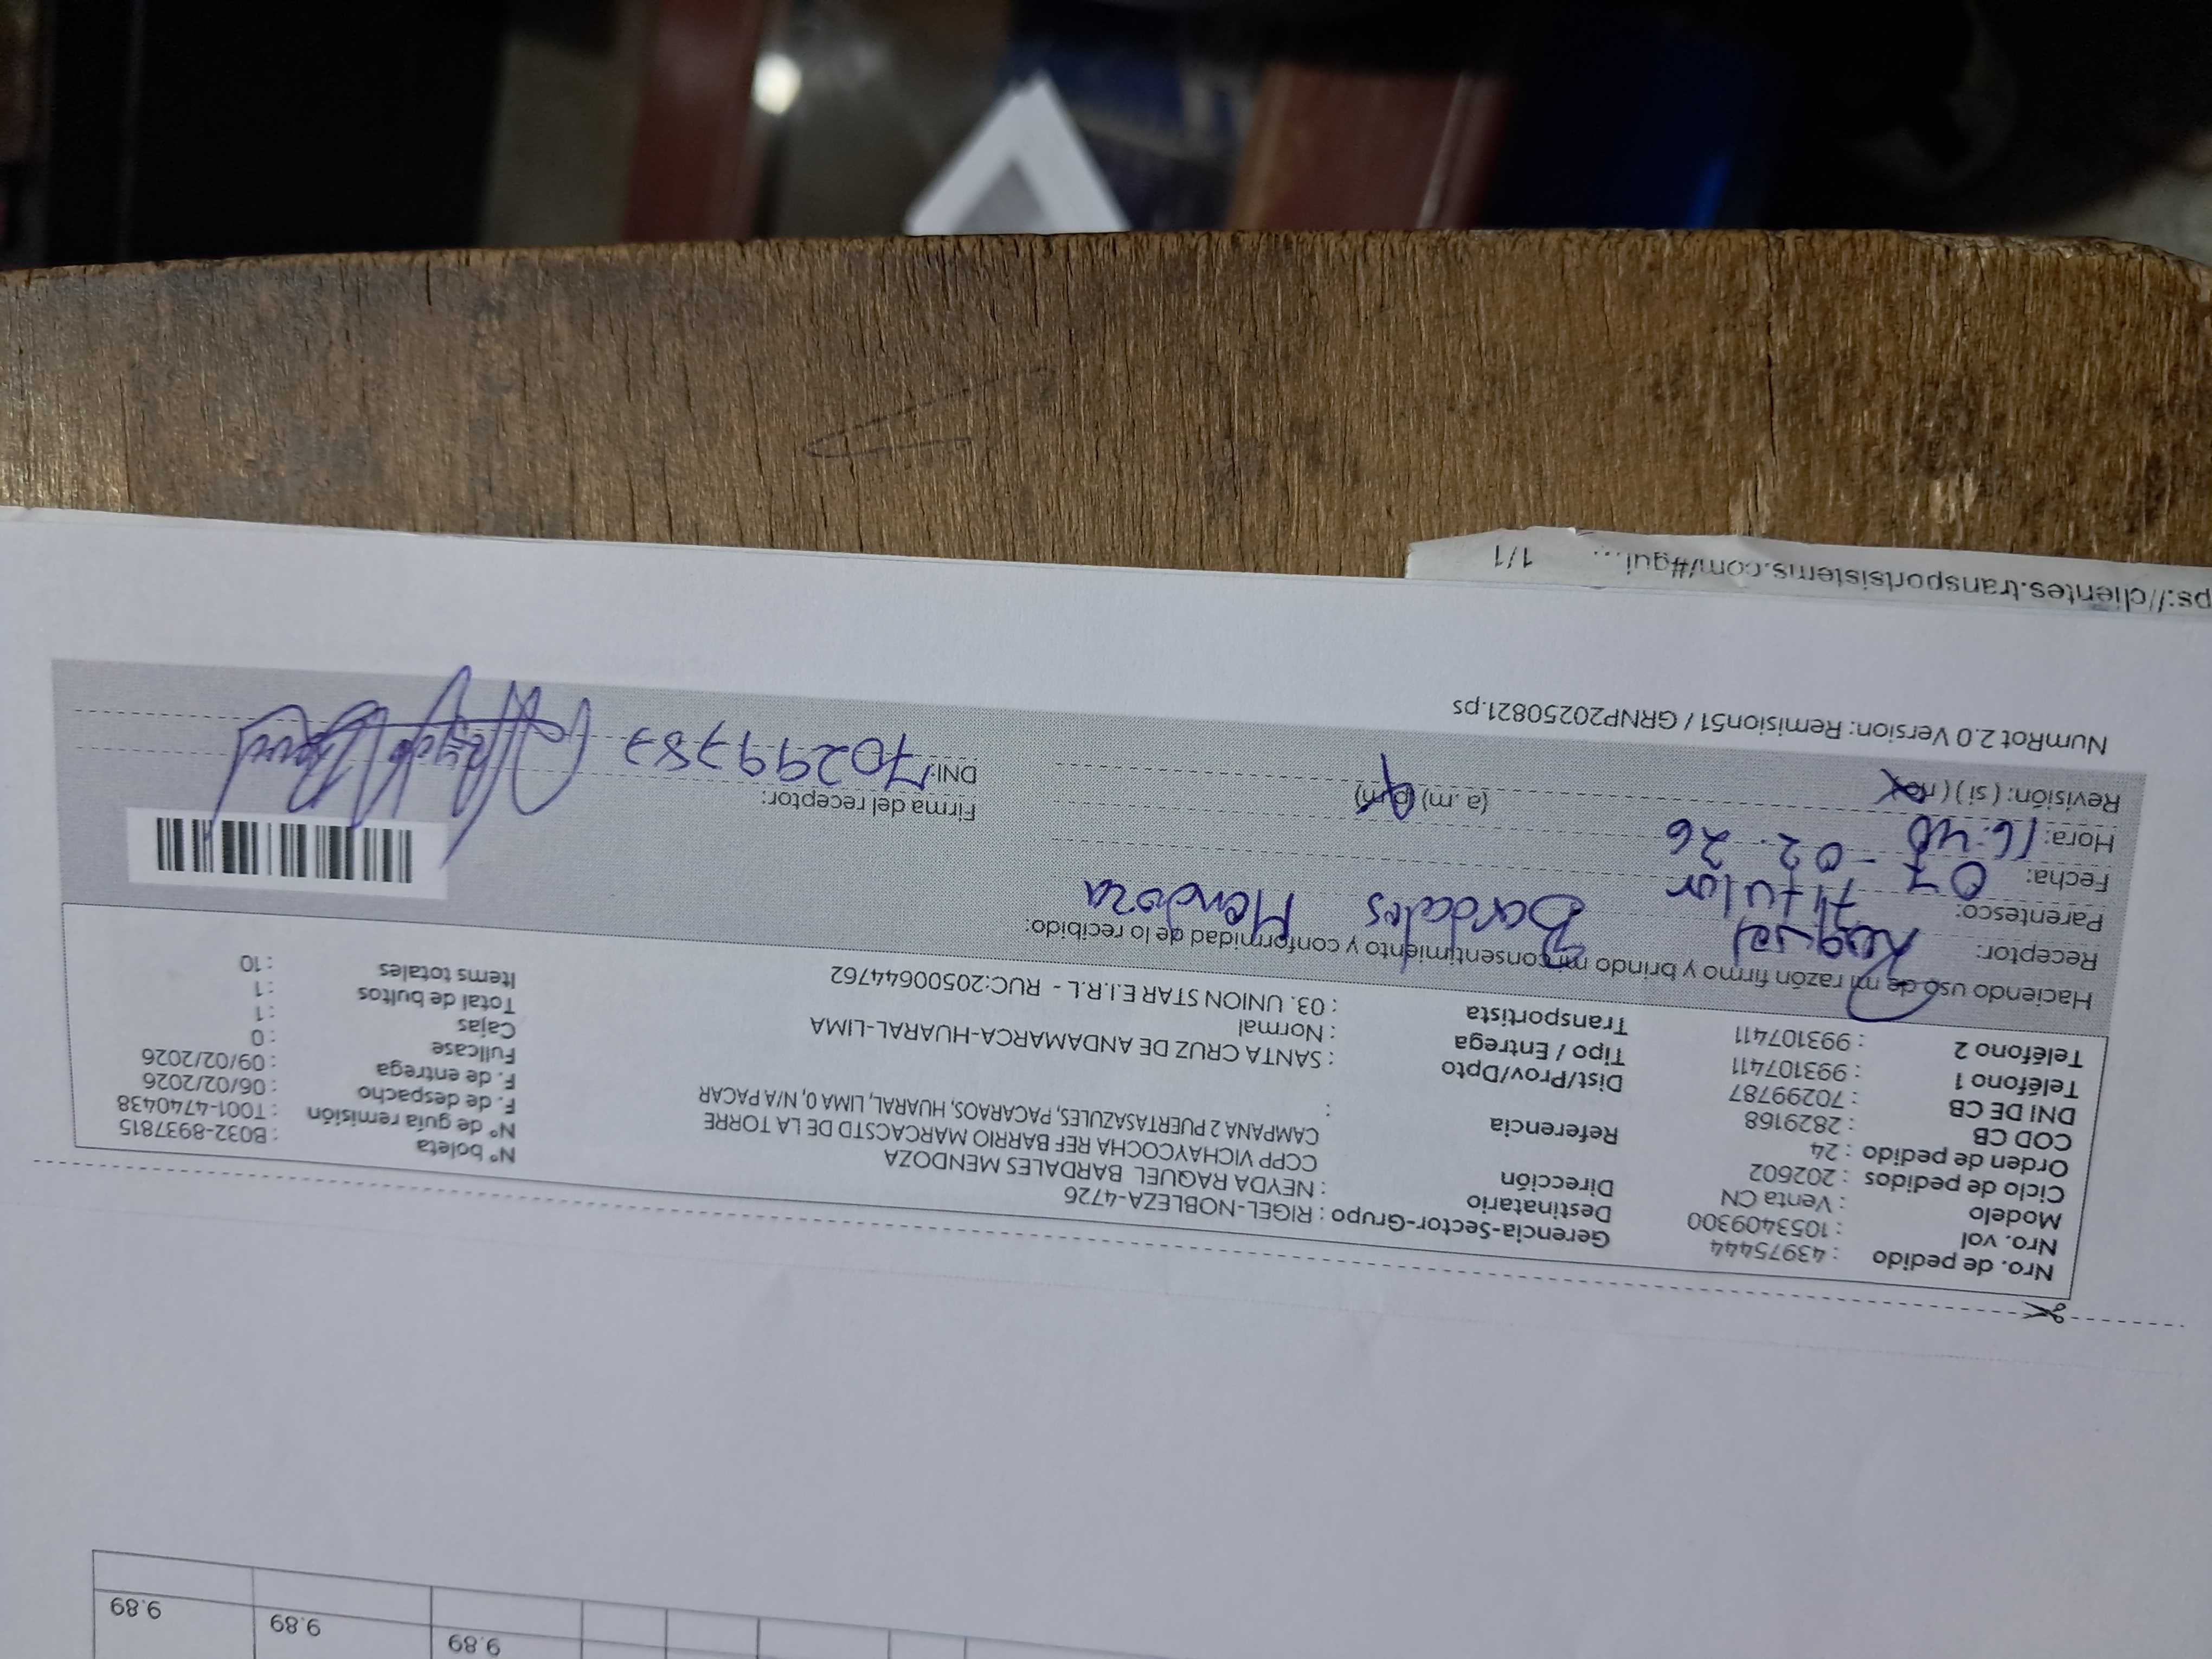 9.89 9.89 9.89
Nro. de pedido : 43975444
Nro. vol : 1053409300
Modelo : Venta CN
Ciclo de pedidos : 202602
Orden de pedido : 24
COD CB : 2829168
DNI DE CB : 70299787
Teléfono 1 : 993107411
Teléfono 2 : 993107411
Gerencia-Sector-Grupo : RIGEL-NOBLEZA-4726
Destinatario : NEYDA RAQUEL BARDALES MENDOZA
Dirección CCPP VICHAYCOCHA REF BARRIO MARCACSTD DE LA TORRE
CAMPANA 2 PUERTASAZULES, PACARAOS, HUARAL, LIMA 0, N/A PACAR
Referencia :
Dist/Prov/Dpto : SANTA CRUZ DE ANDAMARCA-HUARAL-LIMA
Tipo / Entrega : Normal
Transportista : 03. UNION STAR E.I.R.L - RUC:20500644762
N° boleta : B032-8937815
N° de guía remisión : T001-4740438
F. de despacho : 06/02/2026
F. de entrega : 09/02/2026
Fullcase : 0
Cajas : 1
Total de bultos : 1
Items totales : 10
Haciendo uso de mi razón firmo y brindo mi consentimiento y conformidad de lo recibido:
Receptor: Raquel Bardales Mendoza
Parentesco: Titular
Fecha: 07 - 02. 26
Hora: 16:40 (a.m) (p.m)
Revisión: (si) (no)
Firma del receptor:
DNI: 70299787
NumRot 2.0 Version: Remision51 / GRNP20250821.ps
ps://clientes.transportsistems.com/#gui... 1/1